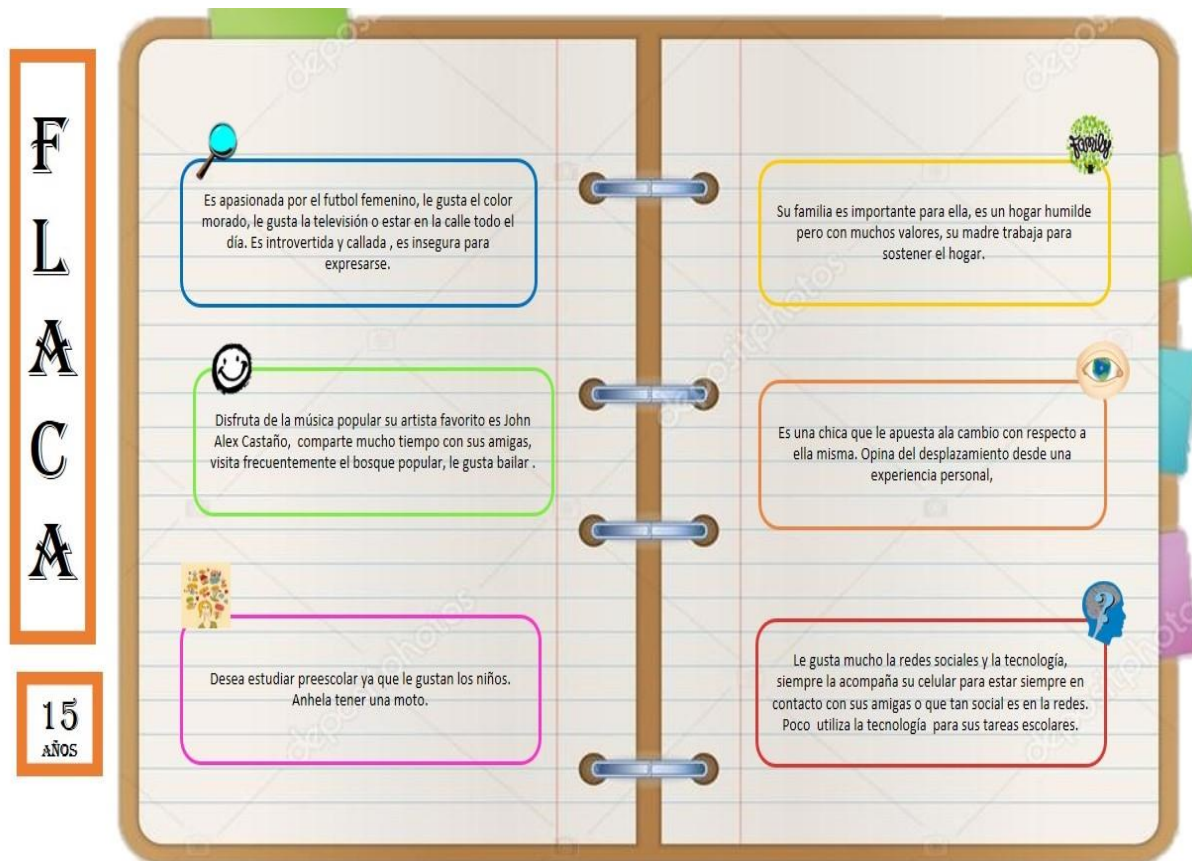 FLACA
15
AÑOS
Es apasionada por el futbol femenino, le gusta el color
morado, le gusta la televisión o estar en la calle todo el
día. Es introvertida y callada , es insegura para
expresarse.
Disfruta de la música popular su artista favorito es John
Alex Castaño, comparte mucho tiempo con sus amigas,
visita frecuentemente el bosque popular, le gusta bailar .
Desea estudiar preescolar ya que le gustan los niños.
Anhela tener una moto.
family
Su familia es importante para ella, es un hogar humilde
pero con muchos valores, su madre trabaja para
sostener el hogar.
Es una chica que le apuesta ala cambio con respecto a
ella misma. Opina del desplazamiento desde una
experiencia personal,
?
Le gusta mucho la redes sociales y la tecnología,
siempre la acompaña su celular para estar siempre en
contacto con sus amigas o que tan social es en la redes.
Poco utiliza la tecnología para sus tareas escolares.
depositphotos
depositphotos
depositphotos